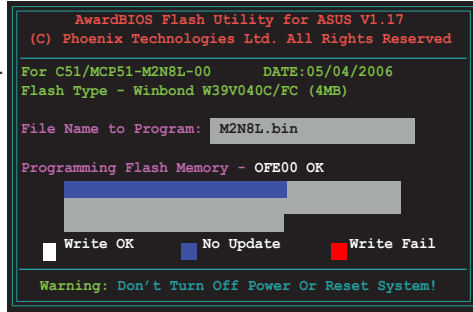 AwardBIOS Flash Utility for ASUS V1.17
(C) Phoenix Technologies Ltd. All Rights Reserved
For C51/MCP51-M2N8L-00 DATE:05/04/2006
Flash Type - Winbond W39V040C/FC (4MB)
File Name to Program: M2N8L.bin
Programming Flash Memory - OFE00 OK
Write OK No Update Write Fail
Warning: Don't Turn Off Power Or Reset System!